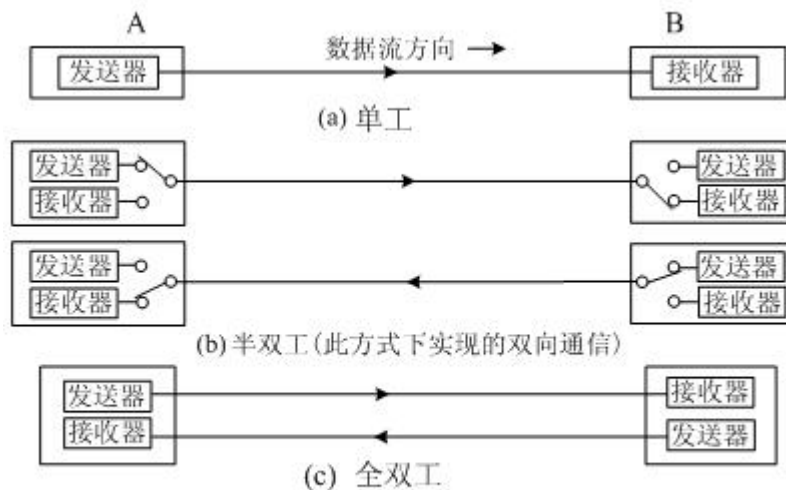 A B
数据流方向
发送器 接收器
(a) 单工
发送器 发送器
接收器 接收器
发送器 发送器
接收器 接收器
(b) 半双工(此方式下实现的双向通信)
发送器 接收器
接收器 发送器
(c) 全双工